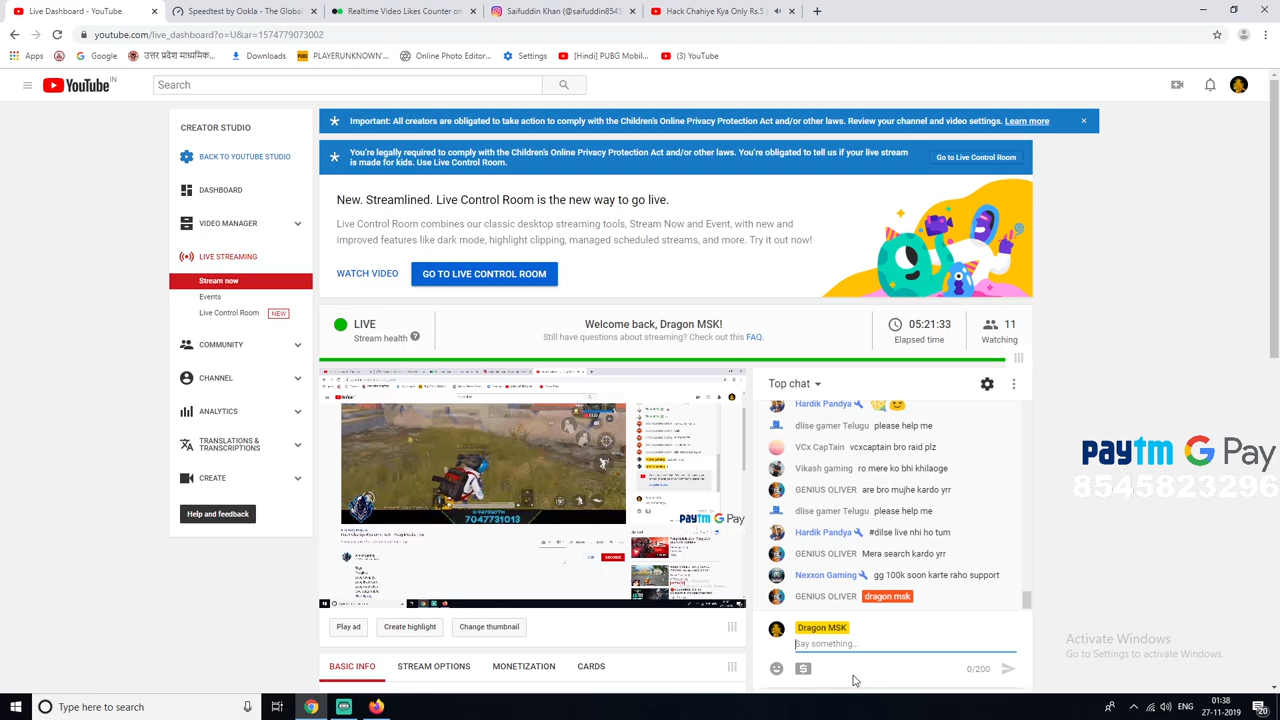 Live Dashboard - YouTube
Speedtest by Ookla - The Global
Realtime Video Likes Counter on
Saifuddin Khan (@saifuddin8545
Hack Chahiye Kya Only Rs.5 |
youtube.com/live_dashboard?o=U&ar=1574779073002
Apps
Google
उत्तर प्रदेश माध्यमिक...
Downloads
PLAYERUNKNOWN'...
Online Photo Editor...
Settings
[Hindi] PUBG Mobil...
(3) YouTube
YouTube IN
Search
CREATOR STUDIO
BACK TO YOUTUBE STUDIO
DASHBOARD
VIDEO MANAGER
LIVE STREAMING
Stream now
Events
Live Control Room NEW
COMMUNITY
CHANNEL
ANALYTICS
TRANSLATIONS &
TRANSCRIPTIONS
CREATE
Help and feedback
Important: All creators are obligated to take action to comply with the Children's Online Privacy Protection Act and/or other laws. Review your channel and video settings. Learn more
You're legally required to comply with the Children's Online Privacy Protection Act and/or other laws. You're obligated to tell us if your live stream
is made for kids. Use Live Control Room.
Go to Live Control Room
New. Streamlined. Live Control Room is the new way to go live.
Live Control Room combines our classic desktop streaming tools, Stream Now and Event, with new and
improved features like dark mode, highlight clipping, managed scheduled streams, and more. Try it out now!
WATCH VIDEO
GO TO LIVE CONTROL ROOM
LIVE
Stream health
Welcome back, Dragon MSK!
Still have questions about streaming? Check out this FAQ.
05:21:33
Elapsed time
11
Watching
7047731013
paytm G Pay
Play ad
Create highlight
Change thumbnail
BASIC INFO
STREAM OPTIONS
MONETIZATION
CARDS
Top chat
Hardik Pandya
dlise gamer Telugu please help me
VCx CapTain vcxcaptain bro raid plz
Vikash gaming ro mere ko bhi khilaoge
GENIUS OLIVER are bro mujhe kardo yrr
dlise gamer Telugu please help me
Hardik Pandya #dilse live nhi ho tum
GENIUS OLIVER Mera search kardo yrr
Nexxon Gaming gg 100k soon karte raho support
GENIUS OLIVER dragon msk
Dragon MSK
Say something...
0/200
paytm G Pay
Activate Windows
Go to Settings to activate Windows.
Type here to search
ENG
01:38
27-11-2019
20